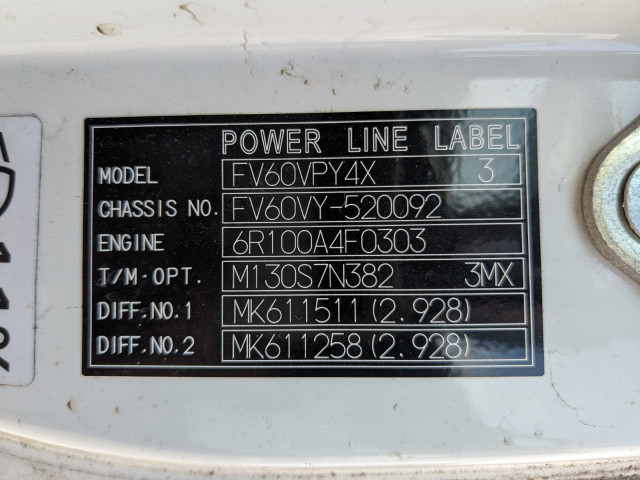 POWER LINE LABEL
MODEL FV60VPY4X 3
CHASSIS NO. FV60VY-520092
ENGINE 6R100A4F0303
T/M·OPT. M130S7N382 3MX
DIFF.NO.1 MK611511(2.928)
DIFF.NO.2 MK611258(2.928)